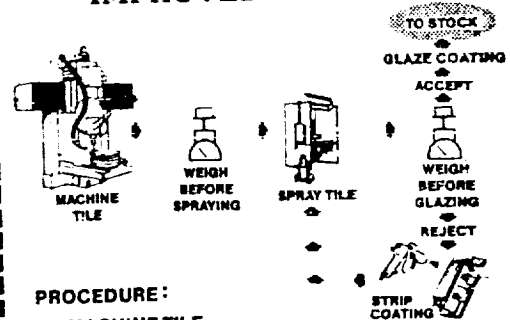 TO STOCK
GLAZE COATING
ACCEPT
MACHINE
TILE
WEIGH
BEFORE
SPRAYING
SPRAY TILE
WEIGH
BEFORE
GLAZING
REJECT
STRIP
COATING
PROCEDURE: